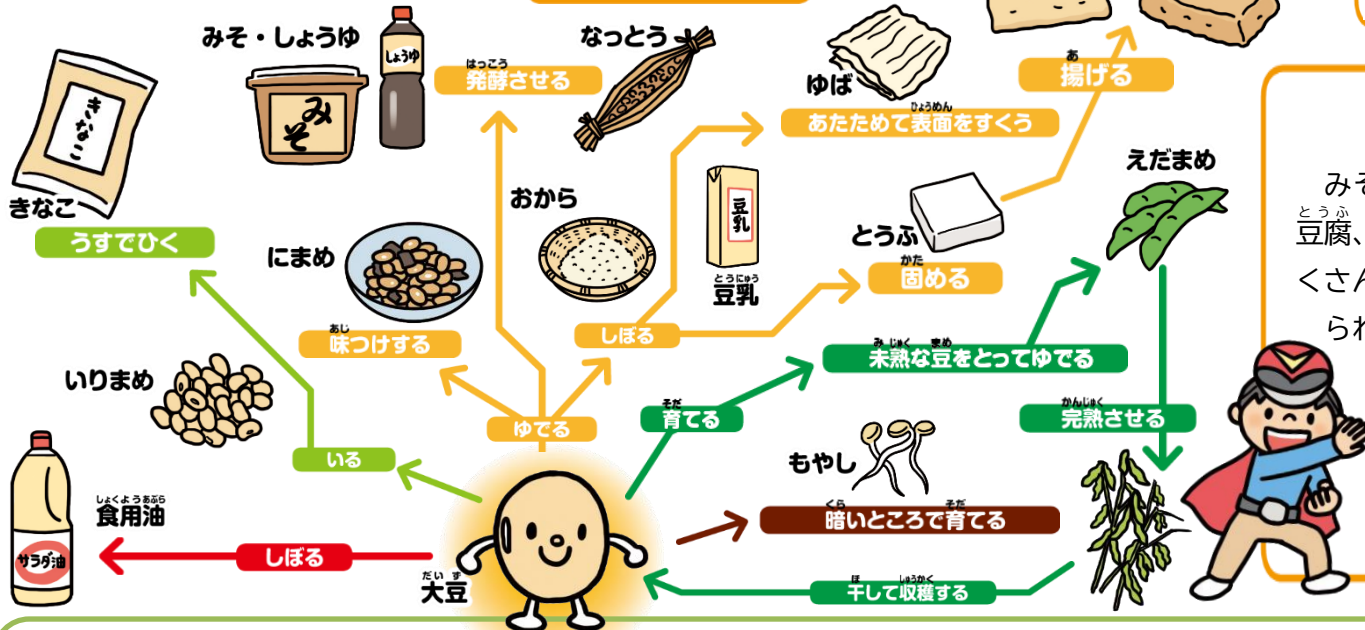 みそ・しょうゆ
しょうゆ
みそ
はっこう
発酵させる
なっとう
ゆば
ひょうめん
あたためて表面をすくう
あ
揚げる
きなこ
きなこ
うすでひく
にまめ
あじ
味つけする
おから
豆乳
とうにゅう
豆乳
しぼる
とうふ
かた
固める
えだまめ
みじゅく まめ
未熟な豆をとってゆでる
かんじゅく
完熟させる
いりまめ
いる
ゆでる
そだ
育てる
もやし
くら そだ
暗いところで育てる
しょくようあぶら
食用油
サラダ油
しぼる
だいず
大豆
ほ しゅうかく
干して収穫する
みそ
とうふ
豆腐、
くさん
られ